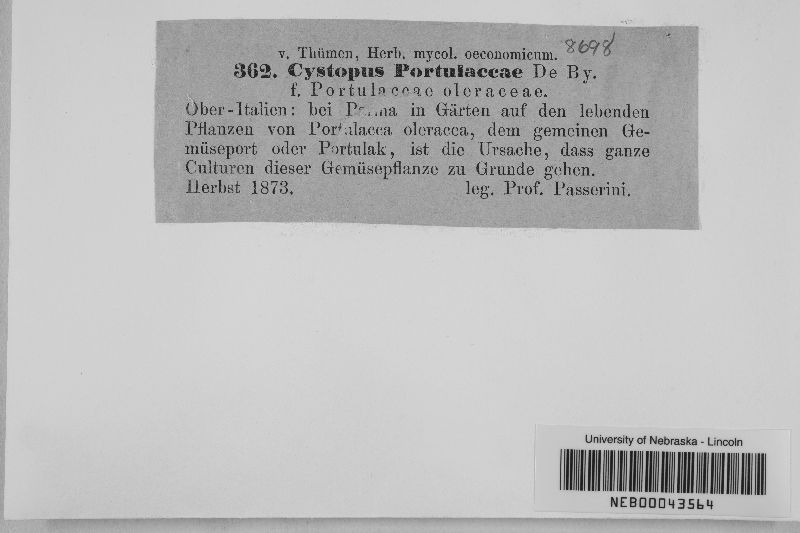 v. Thümen, Herb. mycol. oeconomicum. 8698
362. Cystopus Portulaccae De By.
f. Portulaccae oleraceae.
Ober-Italien: bei Parma in Gärten auf den lebenden
Pflanzen von Portulacca oleracea, dem gemeinen Ge-
müseport oder Portulak, ist die Ursache, dass ganze
Culturen dieser Gemüsepflanze zu Grunde gehen.
Herbst 1873. leg. Prof. Passerini.
University of Nebraska - Lincoln
NEB00043564